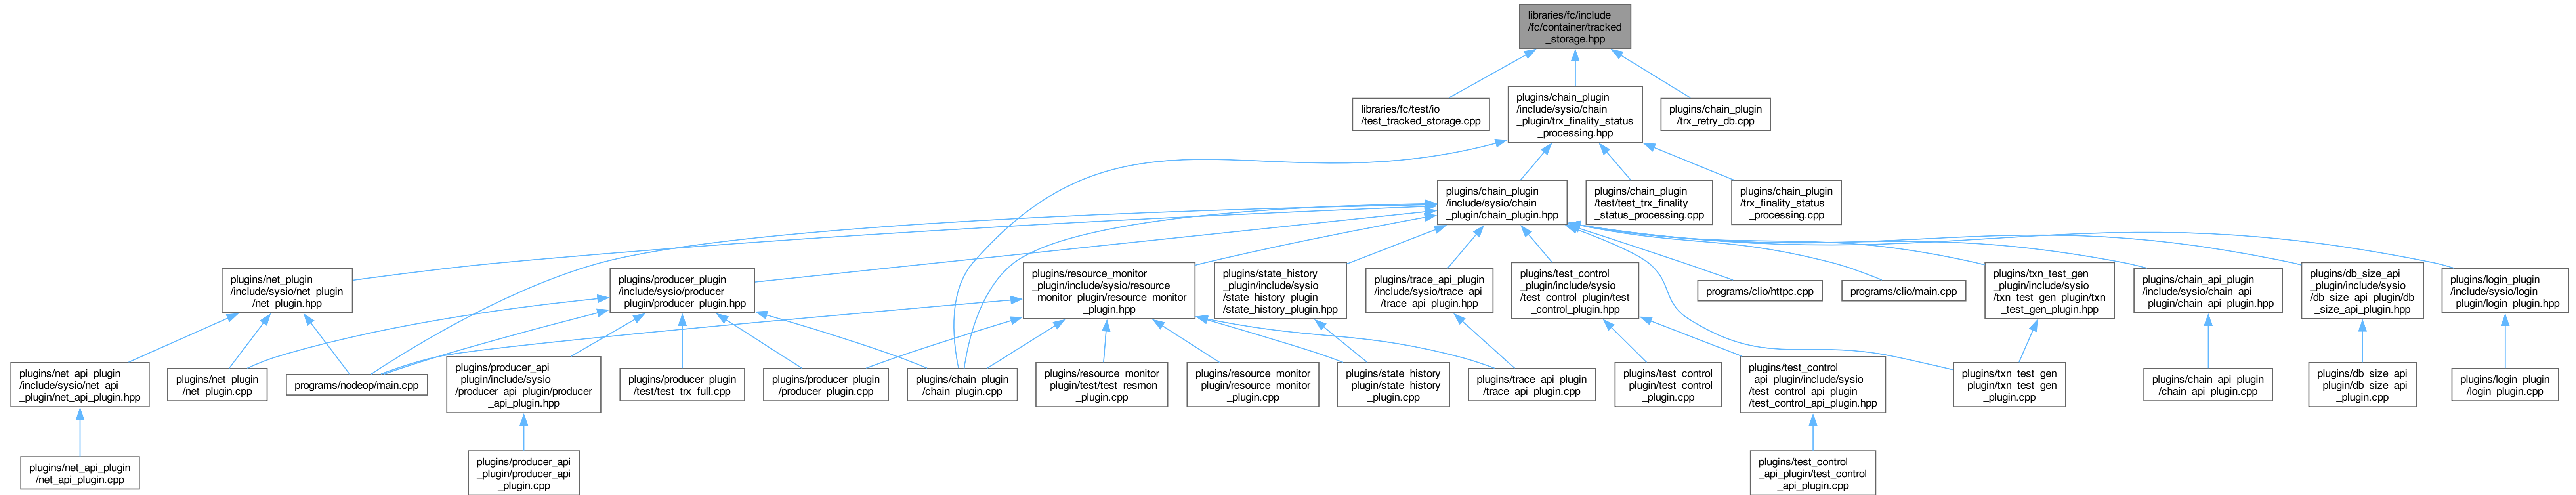 libraries/fc/include
/fc/container/tracked
_storage.hpp
libraries/fc/test/io
/test_tracked_storage.cpp
plugins/chain_plugin
/include/sysio/chain
_plugin/trx_finality_status
_processing.hpp
plugins/chain_plugin
/trx_retry_db.cpp
plugins/chain_plugin
/include/sysio/chain
_plugin/chain_plugin.hpp
plugins/chain_plugin
/test/test_trx_finality
_status_processing.cpp
plugins/chain_plugin
/trx_finality_status
_processing.cpp
plugins/net_plugin
/include/sysio/net_plugin
/net_plugin.hpp
plugins/producer_plugin
/include/sysio/producer
_plugin/producer_plugin.hpp
plugins/resource_monitor
_plugin/include/sysio/resource
_monitor_plugin/resource_monitor
_plugin.hpp
plugins/state_history
_plugin/include/sysio
/state_history_plugin
/state_history_plugin.hpp
plugins/trace_api_plugin
/include/sysio/trace_api
/trace_api_plugin.hpp
plugins/test_control
_plugin/include/sysio
/test_control_plugin/test
_control_plugin.hpp
programs/clio/httpc.cpp
programs/clio/main.cpp
plugins/txn_test_gen
_plugin/include/sysio
/txn_test_gen_plugin/txn
_test_gen_plugin.hpp
plugins/chain_api_plugin
/include/sysio/chain_api
_plugin/chain_api_plugin.hpp
plugins/db_size_api
_plugin/include/sysio
/db_size_api_plugin/db
_size_api_plugin.hpp
plugins/login_plugin
/include/sysio/login
_plugin/login_plugin.hpp
plugins/net_api_plugin
/include/sysio/net_api
_plugin/net_api_plugin.hpp
plugins/net_plugin
/net_plugin.cpp
programs/nodeop/main.cpp
plugins/producer_api
_plugin/include/sysio
/producer_api_plugin/producer
_api_plugin.hpp
plugins/producer_plugin
/test/test_trx_full.cpp
plugins/producer_plugin
/producer_plugin.cpp
plugins/chain_plugin
/chain_plugin.cpp
plugins/resource_monitor
_plugin/test/test_resmon
_plugin.cpp
plugins/resource_monitor
_plugin/resource_monitor
_plugin.cpp
plugins/state_history
_plugin/state_history
_plugin.cpp
plugins/trace_api_plugin
/trace_api_plugin.cpp
plugins/test_control
_plugin/test_control
_plugin.cpp
plugins/test_control
_api_plugin/include/sysio
/test_control_api_plugin
/test_control_api_plugin.hpp
plugins/txn_test_gen
_plugin/txn_test_gen
_plugin.cpp
plugins/chain_api_plugin
/chain_api_plugin.cpp
plugins/db_size_api
_plugin/db_size_api
_plugin.cpp
plugins/login_plugin
/login_plugin.cpp
plugins/net_api_plugin
/net_api_plugin.cpp
plugins/producer_api
_plugin/producer_api
_plugin.cpp
plugins/test_control
_api_plugin/test_control
_api_plugin.cpp